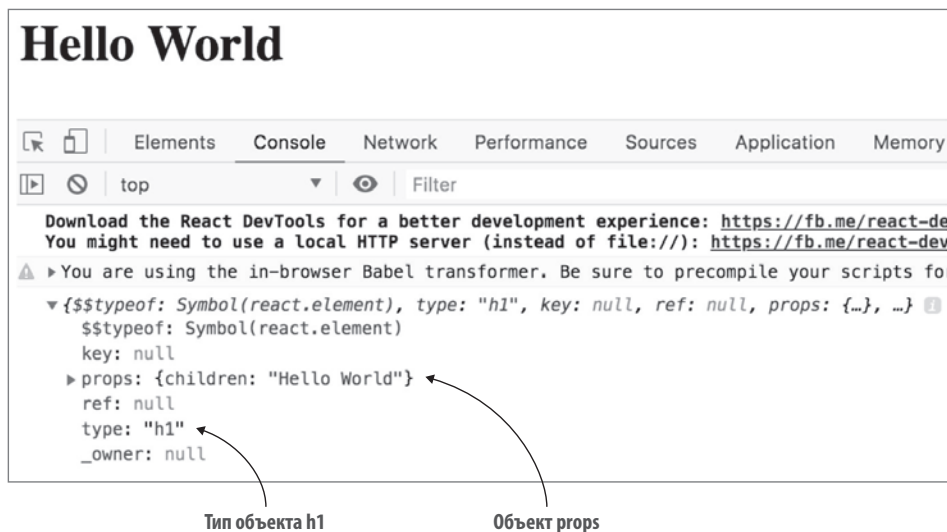 Hello World
Elements Console Network Performance Sources Application Memory
top Filter
Download the React DevTools for a better development experience: https://fb.me/react-de
You might need to use a local HTTP server (instead of file://): https://fb.me/react-dev
You are using the in-browser Babel transformer. Be sure to precompile your scripts fo
{$$typeof: Symbol(react.element), type: "h1", key: null, ref: null, props: {…}, …}
$$typeof: Symbol(react.element)
key: null
props: {children: "Hello World"}
ref: null
type: "h1"
_owner: null
Тип объекта h1 Объект props